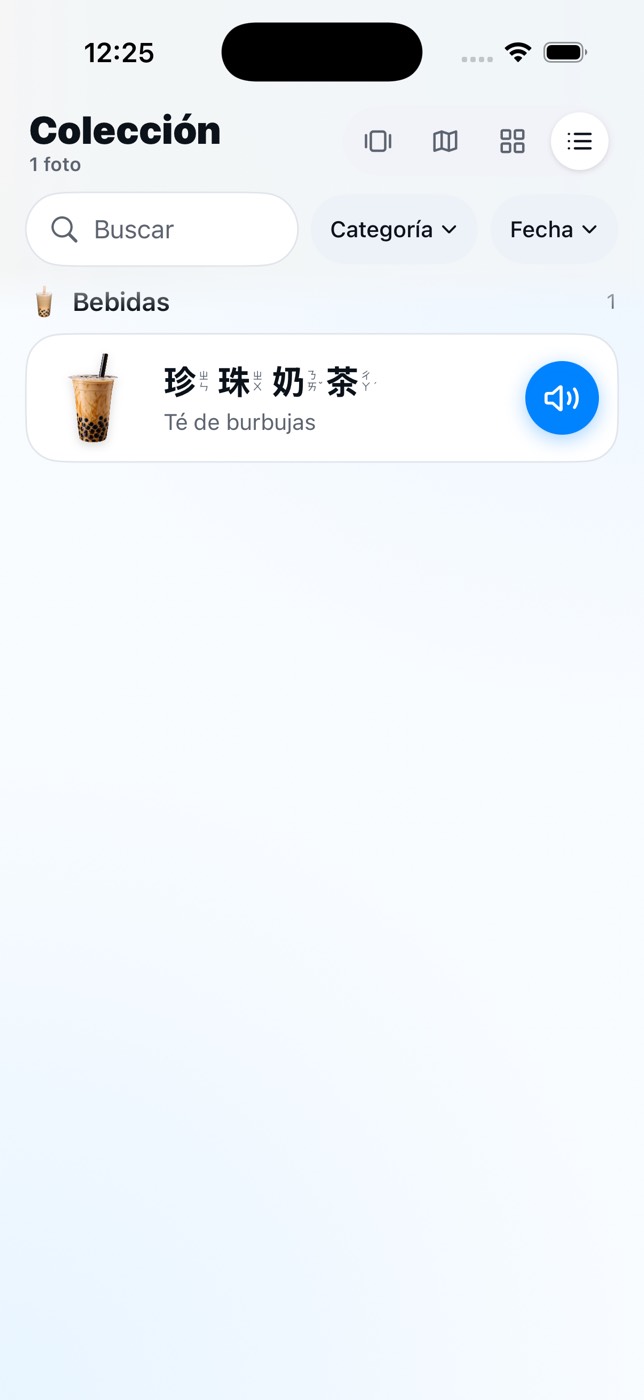 12:25
Colección
1 foto
Buscar
Categoría
Fecha
Bebidas
1
珍ㄓㄣ珠ㄓㄨ奶ㄋㄞˇ茶ㄔㄚˊ
Té de burbujas